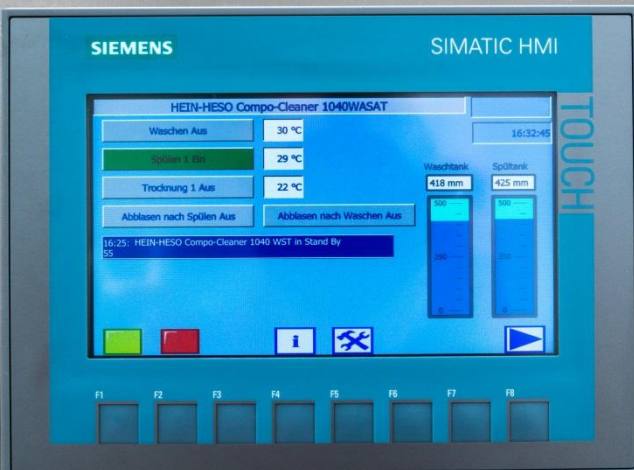 SIEMENS
SIMATIC HMI
TOUCH
HEIN-HESO Compo-Cleaner 1040WASAT
16:32:45
Waschen Aus
30 °C
Spülen 1 Ein
29 °C
Trocknung 1 Aus
22 °C
Abblasen nach Spülen Aus
Abblasen nach Waschen Aus
16:25: HEIN-HESO Compo-Cleaner 1040 WST in Stand By
55
Waschtank
Spültank
418 mm
425 mm
500
500
250
250
0
0
i
F1
F2
F3
F4
F5
F6
F7
F8